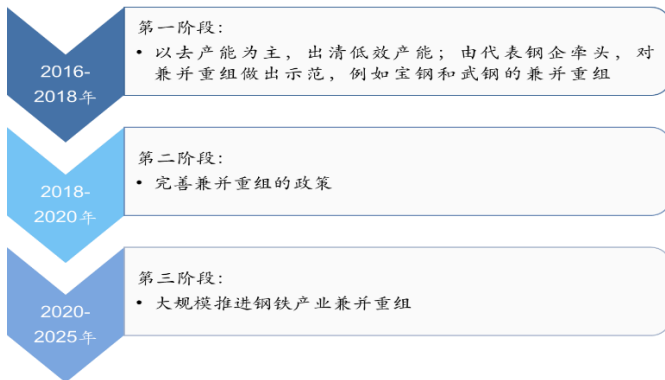 2016-
2018年
第一阶段：
• 以去产能为主，出清低效产能；由代表钢企牵头，对
兼并重组做出示范，例如宝钢和武钢的兼并重组
2018-
2020年
第二阶段：
• 完善兼并重组的政策
2020-
2025年
第三阶段：
• 大规模推进钢铁产业兼并重组